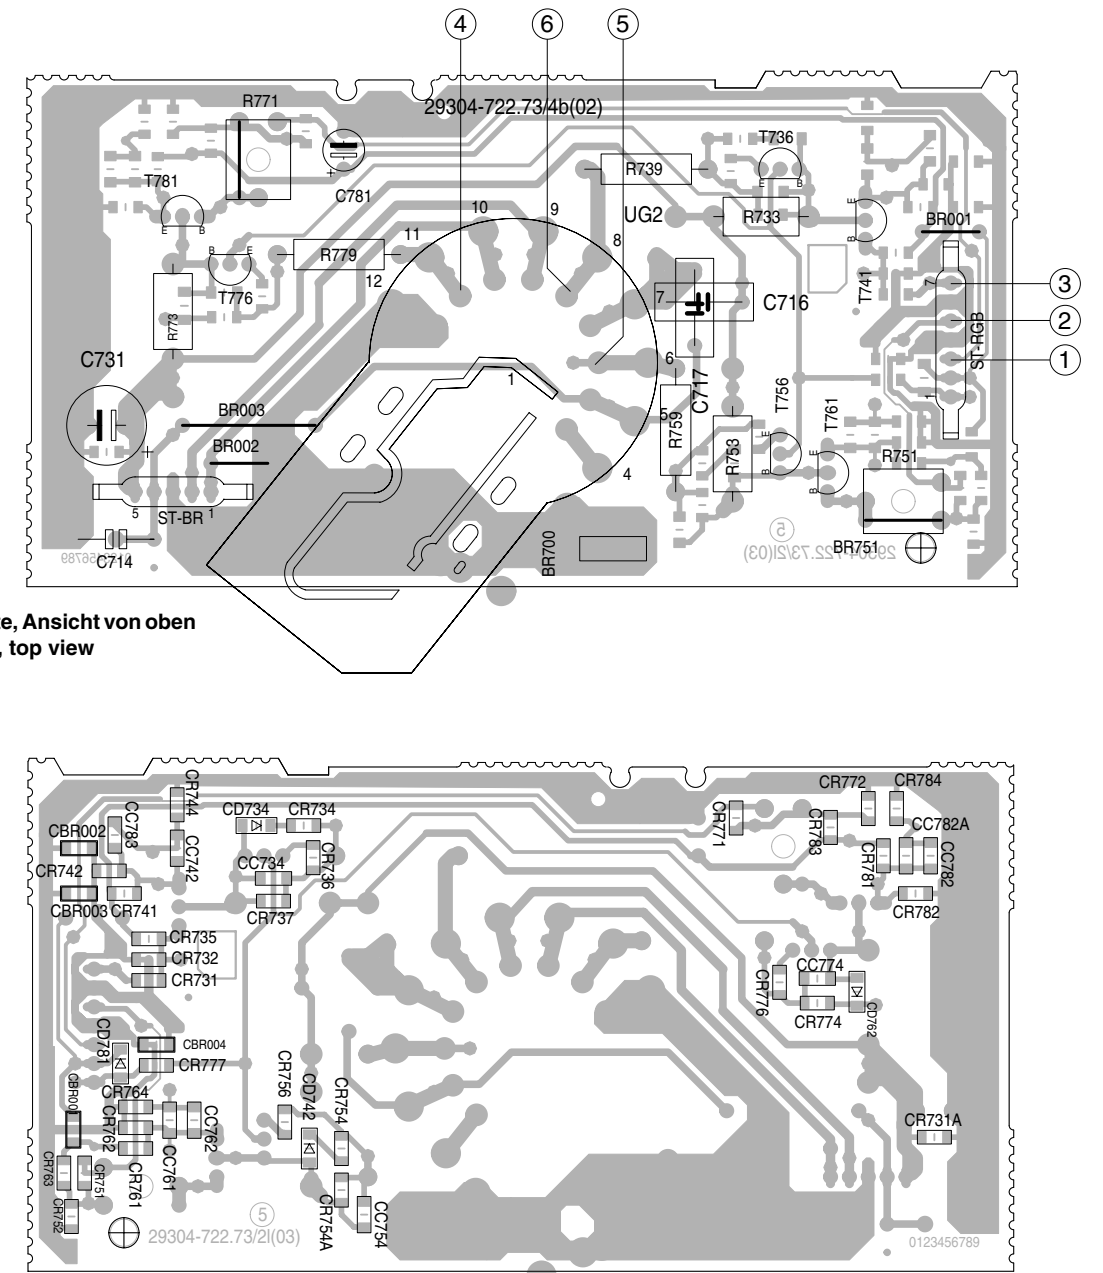 4
6
5
R771
29304-722.73/4b(02)
T736
T781
C781
R739
10
9
UG2
R733
BR001
11
8
R779
12
T776
T741
7
7
C716
3
R773
2
ST-RGB
C731
6
1
1
C717
T756
BR003
5
R759
T761
1
BR002
R753
R751
4
5
ST-BR
1
5
BR700
C714
0123456789
29304-722.73/2l(03)
BR751
E
B
B
E
E
B
E
B
E
B
E
B
+
+
te, Ansicht von oben
, top view
CR744
CR772
CR784
CC783
CD734
CR734
CBR002
CR771
CR783
CC782A
CC742
CR742
CC734
CR736
CR781
CC782
CBR003
CR741
CR737
CR782
CR735
CR732
CR731
CR776
CC774
CR774
CD762
CD781
CBR004
CR777
CR756
CD742
CR754
CR764
CR762
CC762
CR731A
CR763
CR751
CR761
CC761
CR752
CR754A
CC754
5
29304-722.73/2l(03)
0123456789